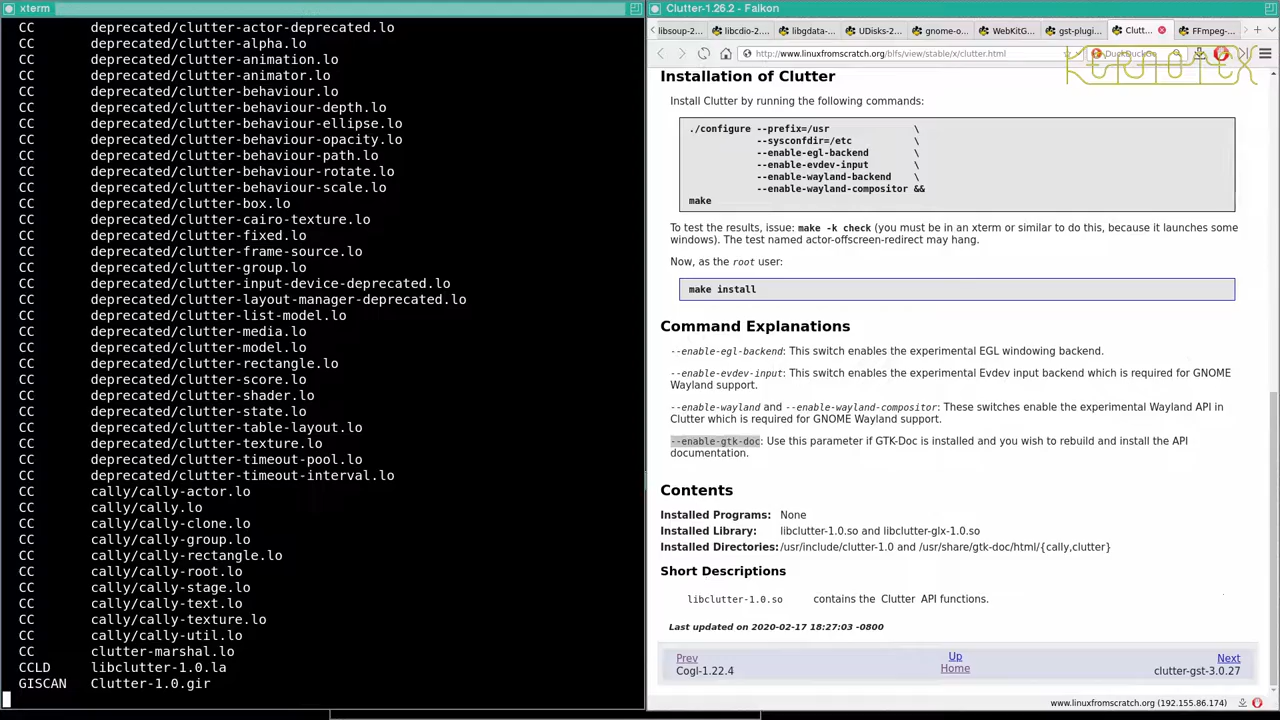 xterm
CC deprecated/clutter-actor-deprecated.lo
CC deprecated/clutter-alpha.lo
CC deprecated/clutter-animation.lo
CC deprecated/clutter-animator.lo
CC deprecated/clutter-behaviour.lo
CC deprecated/clutter-behaviour-depth.lo
CC deprecated/clutter-behaviour-ellipse.lo
CC deprecated/clutter-behaviour-opacity.lo
CC deprecated/clutter-behaviour-path.lo
CC deprecated/clutter-behaviour-rotate.lo
CC deprecated/clutter-behaviour-scale.lo
CC deprecated/clutter-box.lo
CC deprecated/clutter-cairo-texture.lo
CC deprecated/clutter-fixed.lo
CC deprecated/clutter-frame-source.lo
CC deprecated/clutter-group.lo
CC deprecated/clutter-input-device-deprecated.lo
CC deprecated/clutter-layout-manager-deprecated.lo
CC deprecated/clutter-list-model.lo
CC deprecated/clutter-media.lo
CC deprecated/clutter-model.lo
CC deprecated/clutter-rectangle.lo
CC deprecated/clutter-score.lo
CC deprecated/clutter-shader.lo
CC deprecated/clutter-state.lo
CC deprecated/clutter-table-layout.lo
CC deprecated/clutter-texture.lo
CC deprecated/clutter-timeout-pool.lo
CC deprecated/clutter-timeout-interval.lo
CC cally/cally-actor.lo
CC cally/cally.lo
CC cally/cally-clone.lo
CC cally/cally-group.lo
CC cally/cally-rectangle.lo
CC cally/cally-root.lo
CC cally/cally-stage.lo
CC cally/cally-text.lo
CC cally/cally-texture.lo
CC cally/cally-util.lo
CC clutter-marshal.lo
CCLD libclutter-1.0.la
GISCAN Clutter-1.0.gir
Clutter-1.26.2 - Falkon
libsoup-2... libcdio-2... libgdata-... UDisks-2... gnome-o... WebKitG... gst-plugi... Clutt... FFmpeg-...
http://www.linuxfromscratch.org/blfs/view/stable/x/clutter.html DuckDuckGo
KERNOTEX
Installation of Clutter
Install Clutter by running the following commands:
./configure --prefix=/usr \
--sysconfdir=/etc \
--enable-egl-backend \
--enable-evdev-input \
--enable-wayland-backend \
--enable-wayland-compositor &&
make
To test the results, issue: make -k check (you must be in an xterm or similar to do this, because it launches some
windows). The test named actor-offscreen-redirect may hang.
Now, as the root user:
make install
Command Explanations
--enable-egl-backend: This switch enables the experimental EGL windowing backend.
--enable-evdev-input: This switch enables the experimental Evdev input backend which is required for GNOME
Wayland support.
--enable-wayland and --enable-wayland-compositor: These switches enable the experimental Wayland API in
Clutter which is required for GNOME Wayland support.
--enable-gtk-doc: Use this parameter if GTK-Doc is installed and you wish to rebuild and install the API
documentation.
Contents
Installed Programs: None
Installed Library: libclutter-1.0.so and libclutter-glx-1.0.so
Installed Directories: /usr/include/clutter-1.0 and /usr/share/gtk-doc/html/{cally,clutter}
Short Descriptions
libclutter-1.0.so contains the Clutter API functions.
Last updated on 2020-02-17 18:27:03 -0800
Prev Up Next
Cogl-1.22.4 Home clutter-gst-3.0.27
www.linuxfromscratch.org (192.155.86.174)